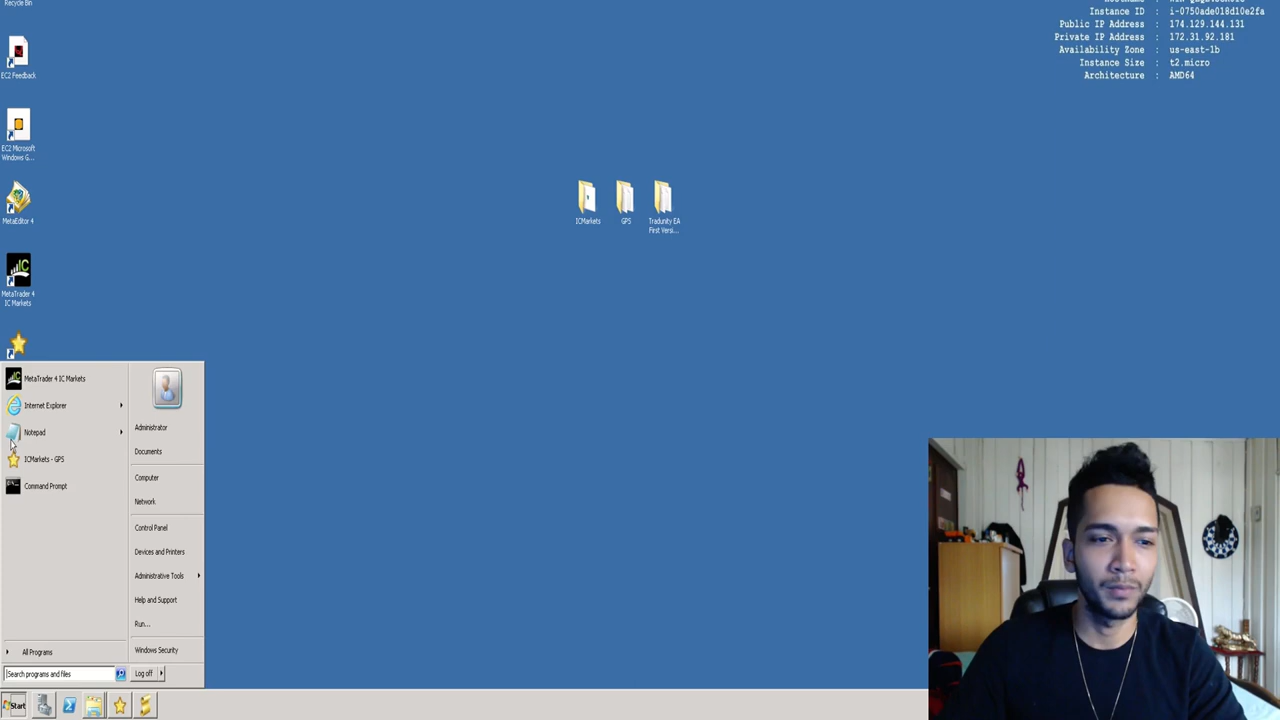 Recycle Bin
EC2 Feedback
EC2 Microsoft
Windows G...
MetaEditor 4
MetaTrader 4
IC Markets
Instance ID : i-0750ade018d10e2fa
Public IP Address : 174.129.144.131
Private IP Address : 172.31.92.181
Availability Zone : us-east-1b
Instance Size : t2.micro
Architecture : AMD64
ICMarkets
GPS
Tradunity EA
First Versi...
MetaTrader 4 IC Markets
Internet Explorer
Notepad
ICMarkets - GPS
Command Prompt
All Programs
Search programs and files
Administrator
Documents
Computer
Network
Control Panel
Devices and Printers
Administrative Tools
Help and Support
Run...
Windows Security
Log off
Start
IC
IC